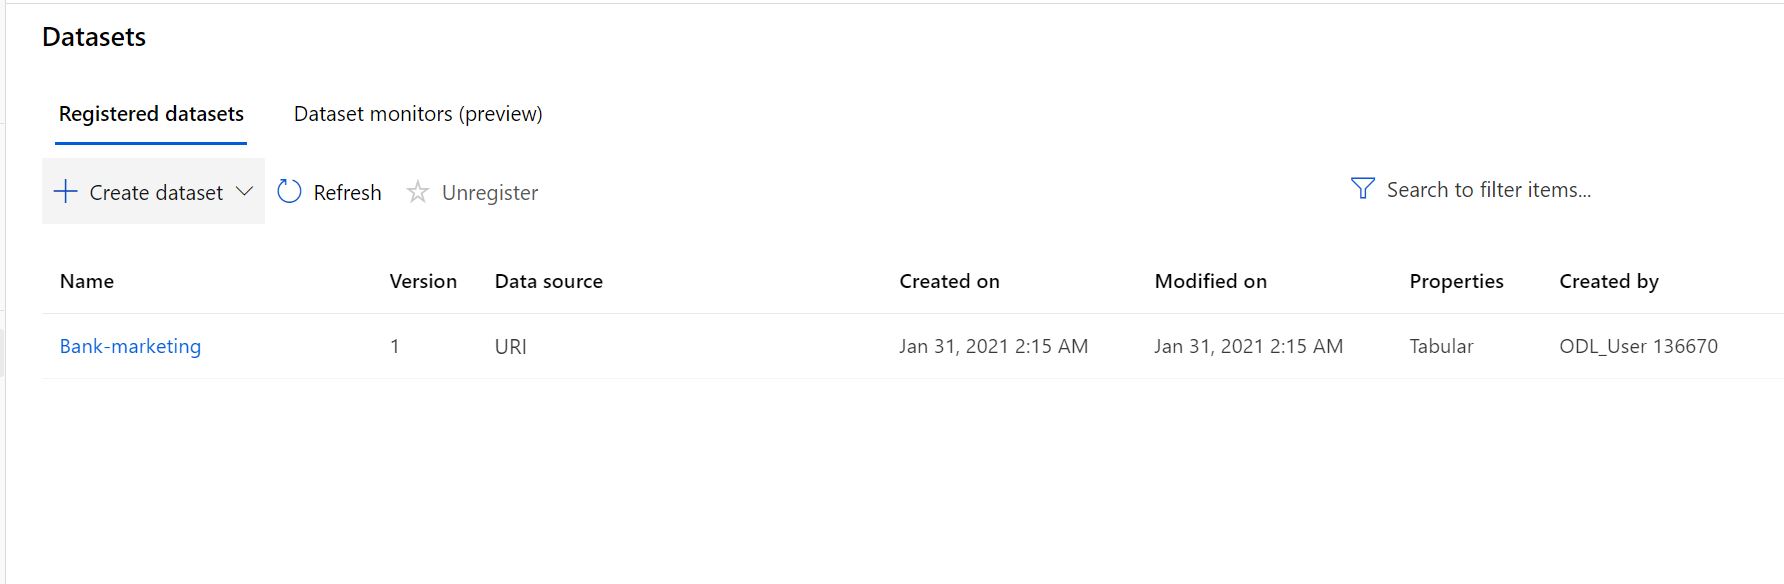 Datasets
Registered datasets Dataset monitors (preview)
Create dataset Refresh Unregister Search to filter items...
Name Version Data source Created on Modified on Properties Created by
Bank-marketing 1 URI Jan 31, 2021 2:15 AM Jan 31, 2021 2:15 AM Tabular ODL_User 136670